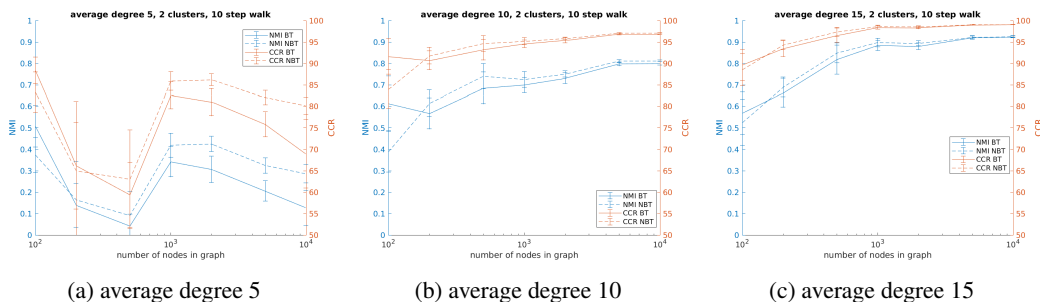 average degree 5, 2 clusters, 10 step walk
1
0.9
0.8
0.7
0.6
0.5
0.4
0.3
0.2
0.1
0
NMI
100
95
90
85
80
75
70
65
60
55
50
CCR
NMI BT
NMI NBT
CCR BT
CCR NBT
10^2
10^3
10^4
number of nodes in graph
(a) average degree 5
average degree 10, 2 clusters, 10 step walk
1
0.9
0.8
0.7
0.6
0.5
0.4
0.3
0.2
0.1
0
NMI
100
95
90
85
80
75
70
65
60
55
50
CCR
NMI BT
NMI NBT
CCR BT
CCR NBT
10^2
10^3
10^4
number of nodes in graph
(b) average degree 10
average degree 15, 2 clusters, 10 step walk
1
0.9
0.8
0.7
0.6
0.5
0.4
0.3
0.2
0.1
0
NMI
100
95
90
85
80
75
70
65
60
55
50
CCR
NMI BT
NMI NBT
CCR BT
CCR NBT
10^2
10^3
10^4
number of nodes in graph
(c) average degree 15